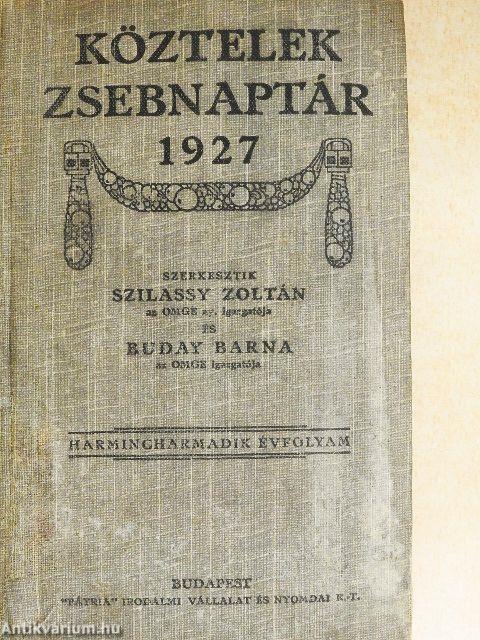 KÖZTELEK
ZSEBNAPTÁR
1927
SZERKESZTIK
SZILASSY ZOLTÁN
az OMGE igazgatója
ÉS
BUDAY BARNA
az OMGE igazgatója
HARMINCHARMADIK ÉVFOLYAM
BUDAPEST
"PÁTRIA" IRODALMI VÁLLALAT ÉS NYOMDAI R.-T.
Antikvarium.hu